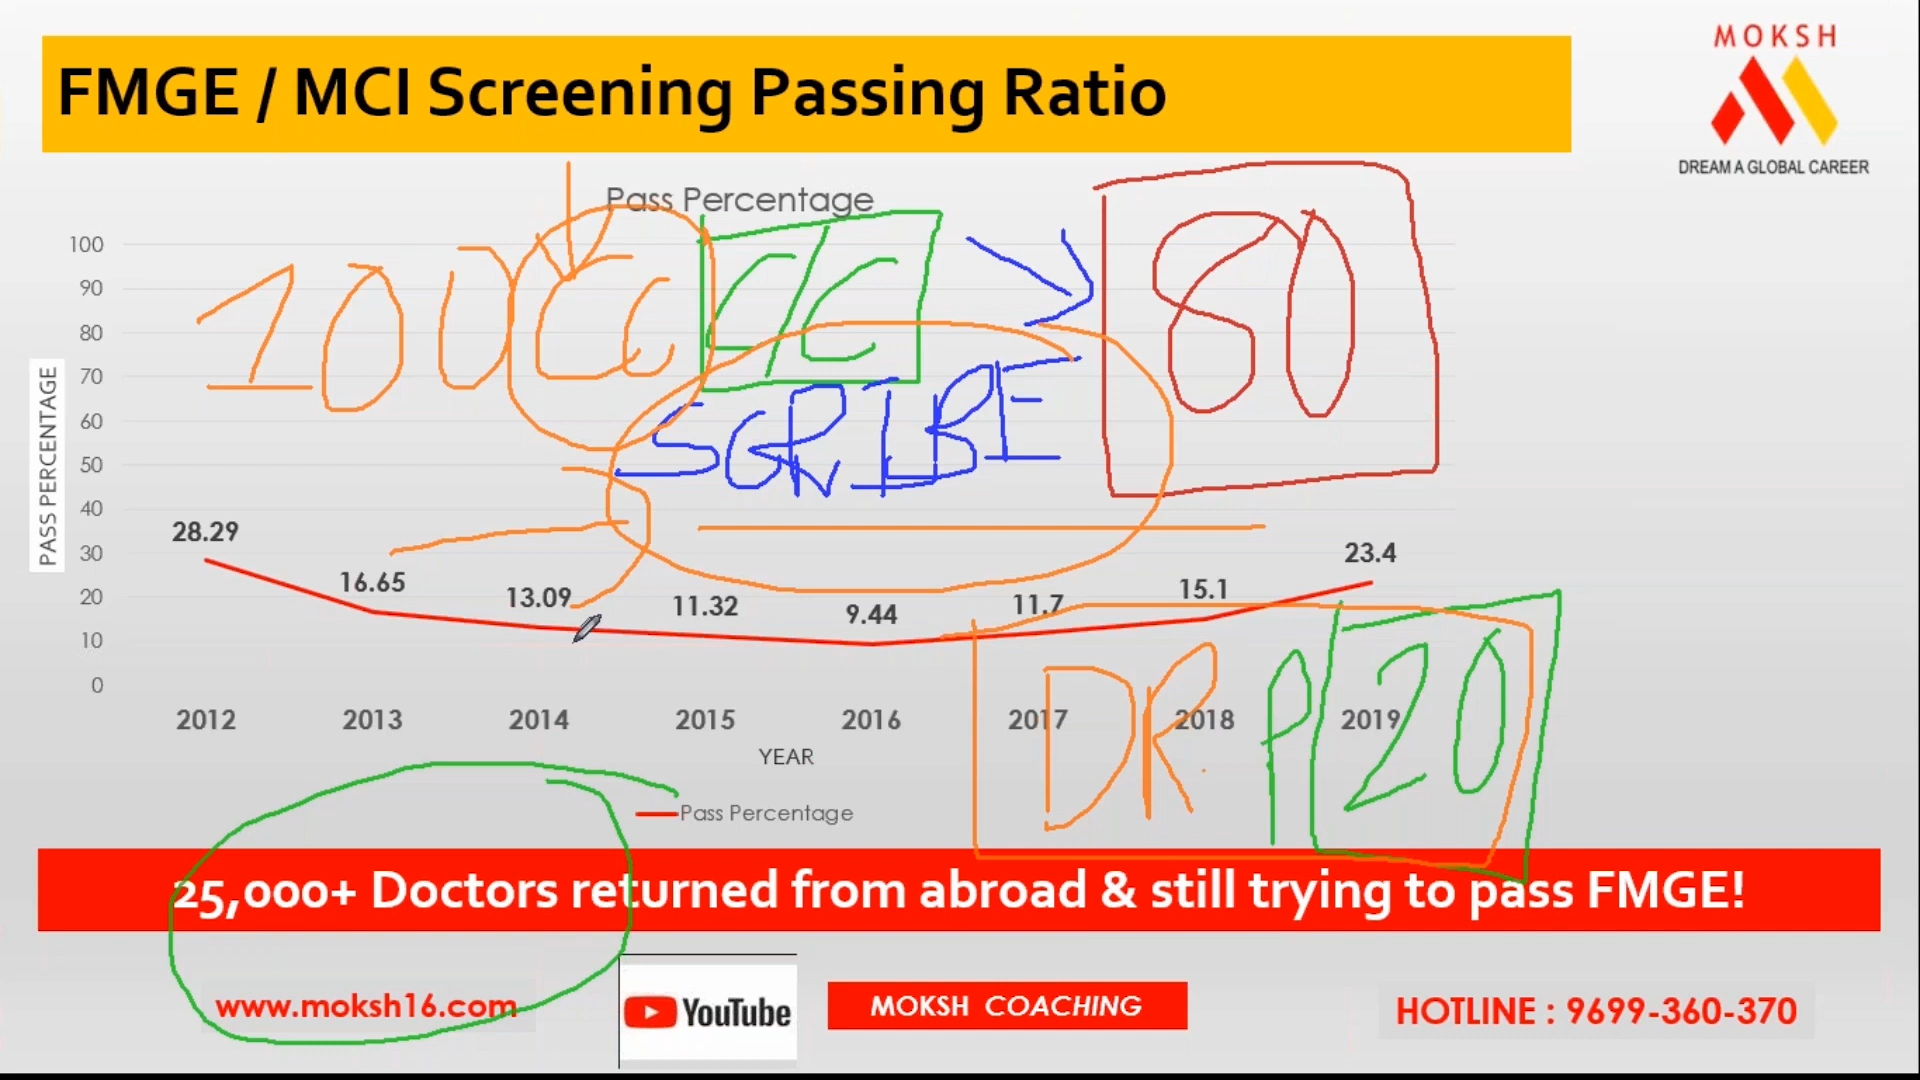 MOKSH
FMGE / MCI Screening Passing Ratio
DREAM A GLOBAL CAREER
Pass Percentage
100
90
80
70
60
50
40
30
20
10
0
PASS PERCENTAGE
28.29
16.65
13.09
11.32
9.44
11.7
15.1
23.4
80
DR.
P
20
2012 2013 2014 2015 2016 2017 2018 2019
YEAR
Pass Percentage
25,000+ Doctors returned from abroad & still trying to pass FMGE!
www.moksh16.com
YouTube
MOKSH COACHING
HOTLINE : 9699-360-370